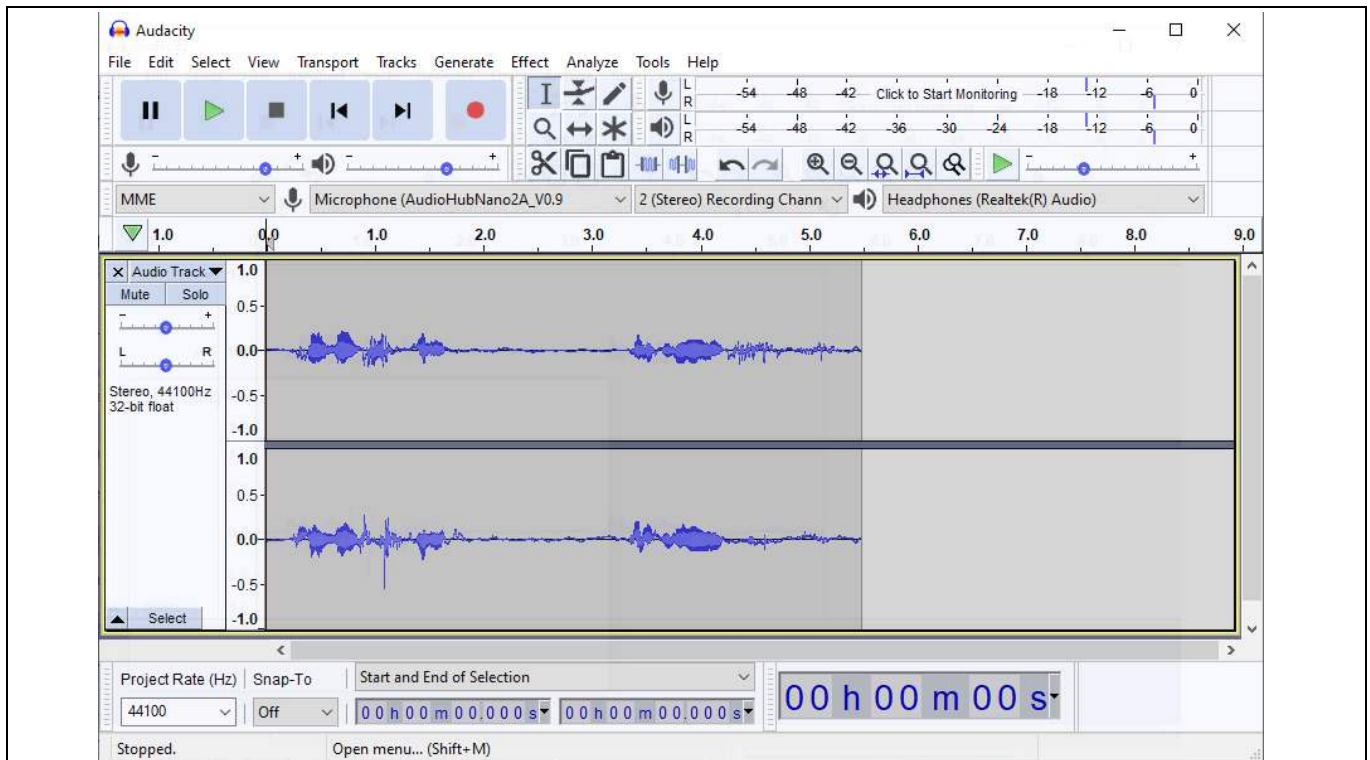 Audacity
File Edit Select View Transport Tracks Generate Effect Analyze Tools Help
L R -54 -48 -42 Click to Start Monitoring -18 -12 -6 0
L R -54 -48 -42 -36 -30 -24 -18 -12 -6 0
- + - + - +
MME Microphone (AudioHubNano2A_V0.9 2 (Stereo) Recording Chann Headphones (Realtek(R) Audio)
1.0 0.0 1.0 2.0 3.0 4.0 5.0 6.0 7.0 8.0 9.0
X Audio Track 1.0
Mute Solo
- + 0.5
L R 0.0
Stereo, 44100Hz -0.5
32-bit float
-1.0
1.0
0.5
0.0
-0.5
Select -1.0
Project Rate (Hz) Snap-To Start and End of Selection
44100 Off 00 h 00 m 00.000 s 00 h 00 m 00.000 s 00 h 00 m 00 s
Stopped. Open menu... (Shift+M)